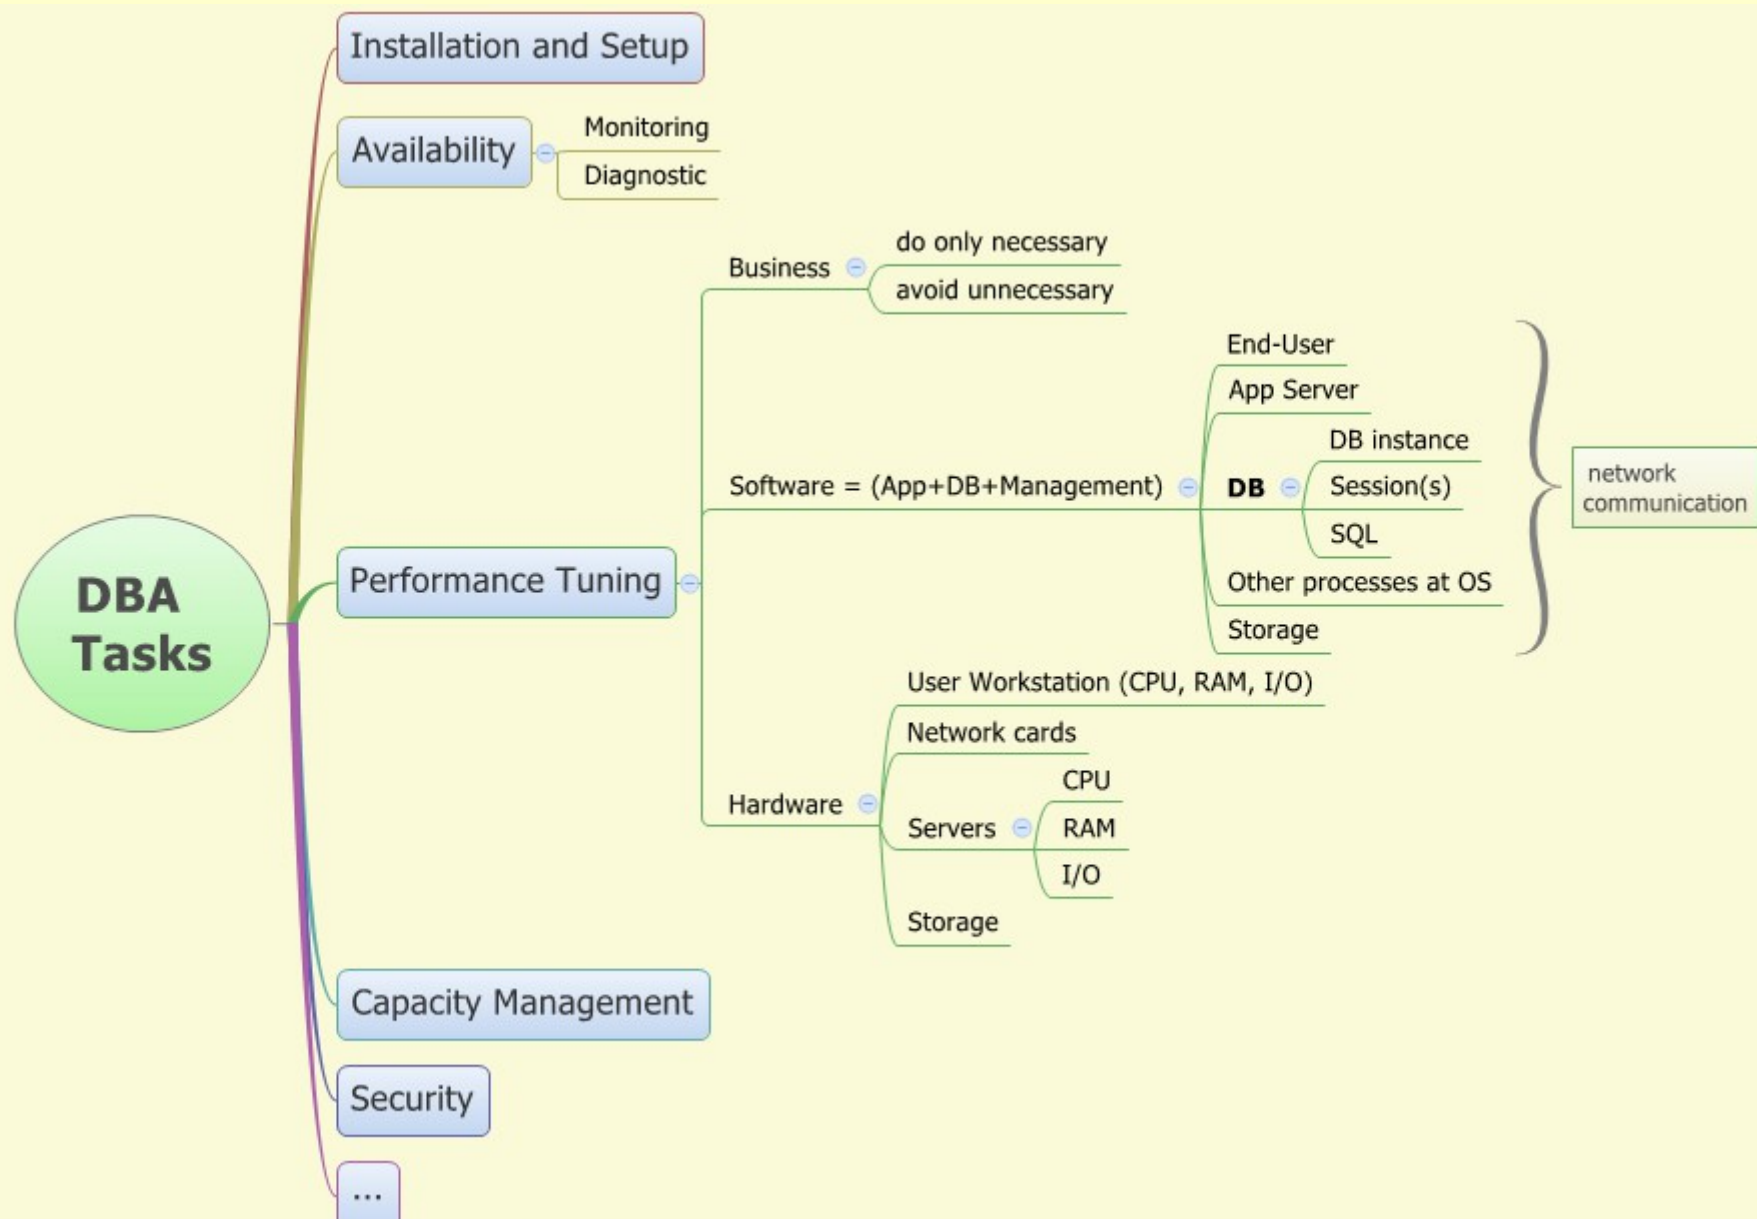 DBA
Tasks
Installation and Setup
Availability
Monitoring
Diagnostic
Performance Tuning
Business
do only necessary
avoid unnecessary
Software = (App+DB+Management)
End-User
App Server
DB
DB instance
Session(s)
SQL
Other processes at OS
Storage
network
communication
Hardware
User Workstation (CPU, RAM, I/O)
Network cards
Servers
CPU
RAM
I/O
Storage
Capacity Management
Security
...